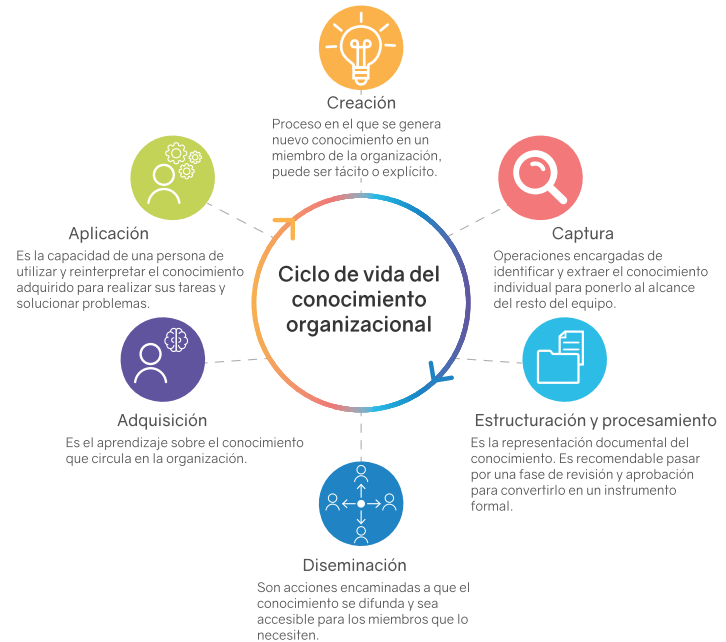 Creación
Proceso en el que se genera
nuevo conocimiento en un
miembro de la organización,
puede ser tácito o explícito.
Captura
Operaciones encargadas de
identificar y extraer el conocimiento
individual para ponerlo al alcance
del resto del equipo.
Estructuración y procesamiento
Es la representación documental del
conocimiento. Es recomendable pasar
por una fase de revisión y aprobación
para convertirlo en un instrumento
formal.
Diseminación
Son acciones encaminadas a que el
conocimiento se difunda y sea
accesible para los miembros que lo
necesiten.
Adquisición
Es el aprendizaje sobre el conocimiento
que circula en la organización.
Aplicación
Es la capacidad de una persona de
utilizar y reinterpretar el conocimiento
adquirido para realizar sus tareas y
solucionar problemas.
Ciclo de vida del
conocimiento
organizacional